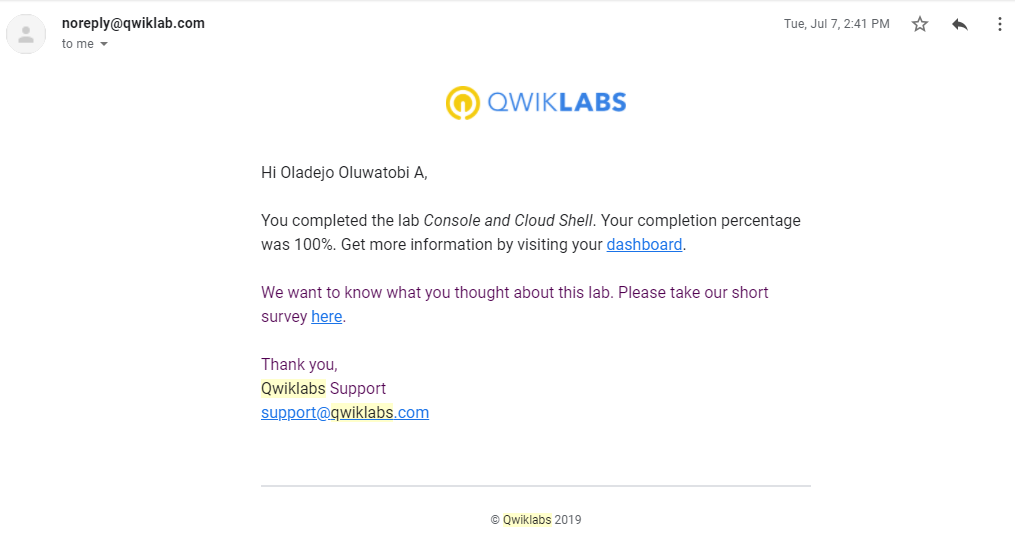 noreply@qwiklab.com
Tue, Jul 7, 2:41 PM
to me
QWIKLABS
Hi Oladejo Oluwatobi A,
You completed the lab Console and Cloud Shell. Your completion percentage
was 100%. Get more information by visiting your dashboard.
We want to know what you thought about this lab. Please take our short
survey here.
Thank you,
Qwiklabs Support
support@qwiklabs.com
© Qwiklabs 2019